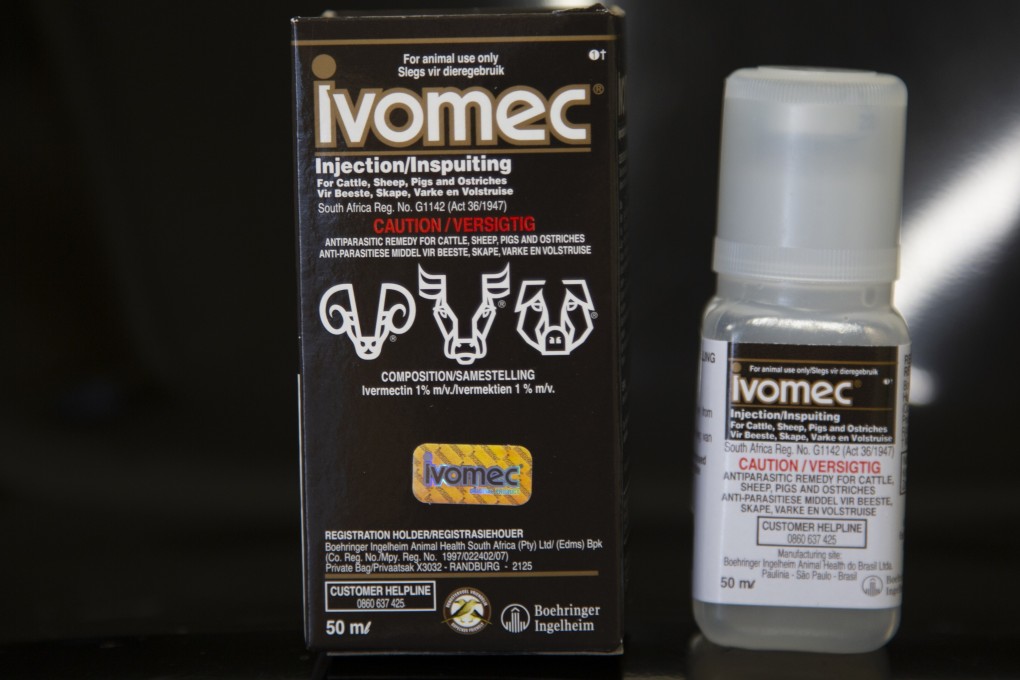 For animal use only
Slegs vir dieregebruik
ivomec®
Injection/Inspuiting
For Cattle, Sheep, Pigs and Ostriches
Vir Beeste, Skape, Varke en Volstruise
South Africa Reg. No. G1142 (Act 36/1947)
CAUTION / VERSIGTIG
ANTIPARASITIC REMEDY FOR CATTLE, SHEEP, PIGS AND OSTRICHES
ANTI-PARASITIESE MIDDEL VIR BEESTE, SKAPE, VARKE EN VOLSTRUISE
®
®
®
COMPOSITION/SAMESTELLING
Ivermectin 1% m/v./Ivermektien 1 % m/v.
ivomec
REGISTRATION HOLDER/REGISTRASIEHOUER
Boehringer Ingelheim Animal Health South Africa (Pty) Ltd/ (Edms) Bpk
(Co. Reg. No./Mpy. Reg. No. 1997/022402/07)
Private Bag/Privaatsak X3032 - RANDBURG - 2125
CUSTOMER HELPLINE
0860 637 425
50 mℓ
Boehringer
Ingelheim
For animal use only/Slegs vir dieregebruik
ivomec®
Injection/Inspuiting
For Cattle, Sheep, Pigs and Ostriches
Vir Beeste, Skape, Varke en Volstruise
South Africa Reg. No. G1142 (Act 36/1947)
CAUTION / VERSIGTIG
ANTIPARASITIC REMEDY FOR CATTLE,
SHEEP, PIGS AND OSTRICHES
ANTI-PARASITIESE MIDDEL VIR BEESTE,
SKAPE, VARKE EN VOLSTRUISE
CUSTOMER HELPLINE
0860 637 425
Manufacturing site:
Boehringer Ingelheim Animal Health do Brasil Ltda.
Paulinia - São Paulo - Brasil
50 mℓ